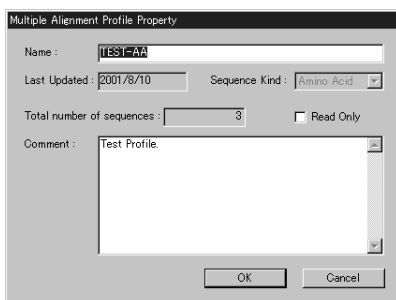 Multiple Alignment Profile Property
Name : TEST-AA
Last Updated : 2001/8/10 Sequence Kind : Amino Acid
Total number of sequences : 3 Read Only
Comment : Test Profile.
OK Cancel